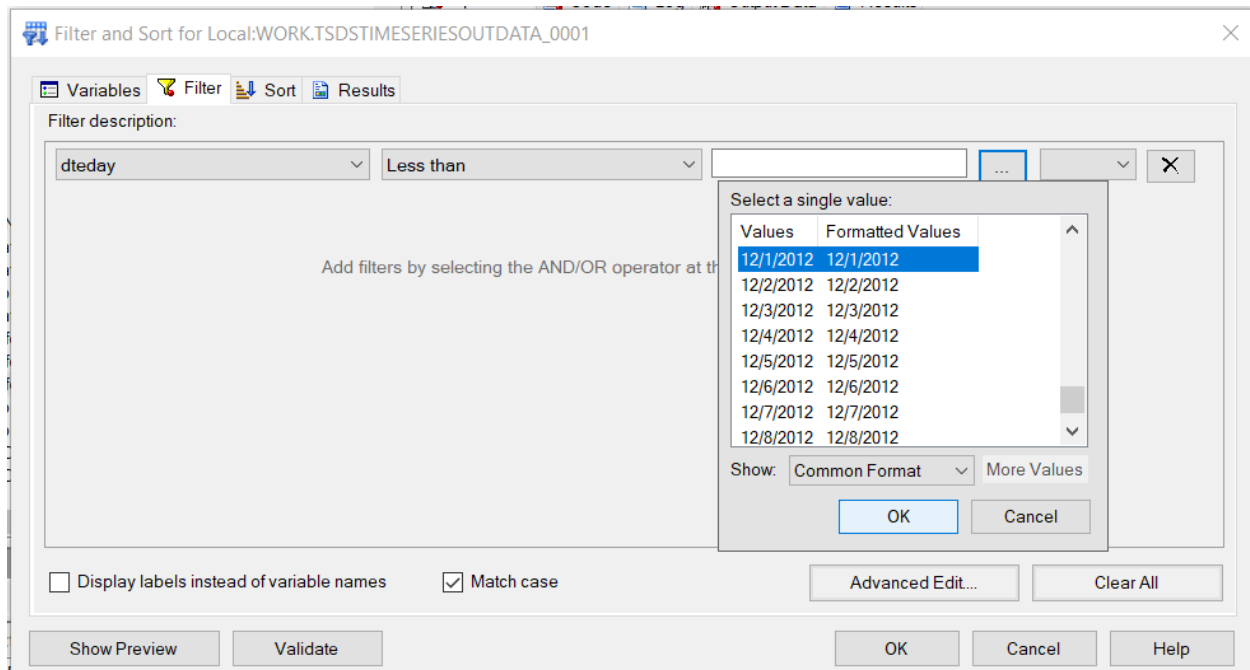 Filter and Sort for Local:WORK.TSDSTIMESERIESOUTDATA_0001
Variables Filter Sort Results
Filter description:
dteday Less than ...
Select a single value:
Values Formatted Values
12/1/2012 12/1/2012
12/2/2012 12/2/2012
12/3/2012 12/3/2012
12/4/2012 12/4/2012
12/5/2012 12/5/2012
12/6/2012 12/6/2012
12/7/2012 12/7/2012
12/8/2012 12/8/2012
Add filters by selecting the AND/OR operator at
Show: Common Format More Values
OK Cancel
Display labels instead of variable names Match case Advanced Edit... Clear All
Show Preview Validate OK Cancel Help